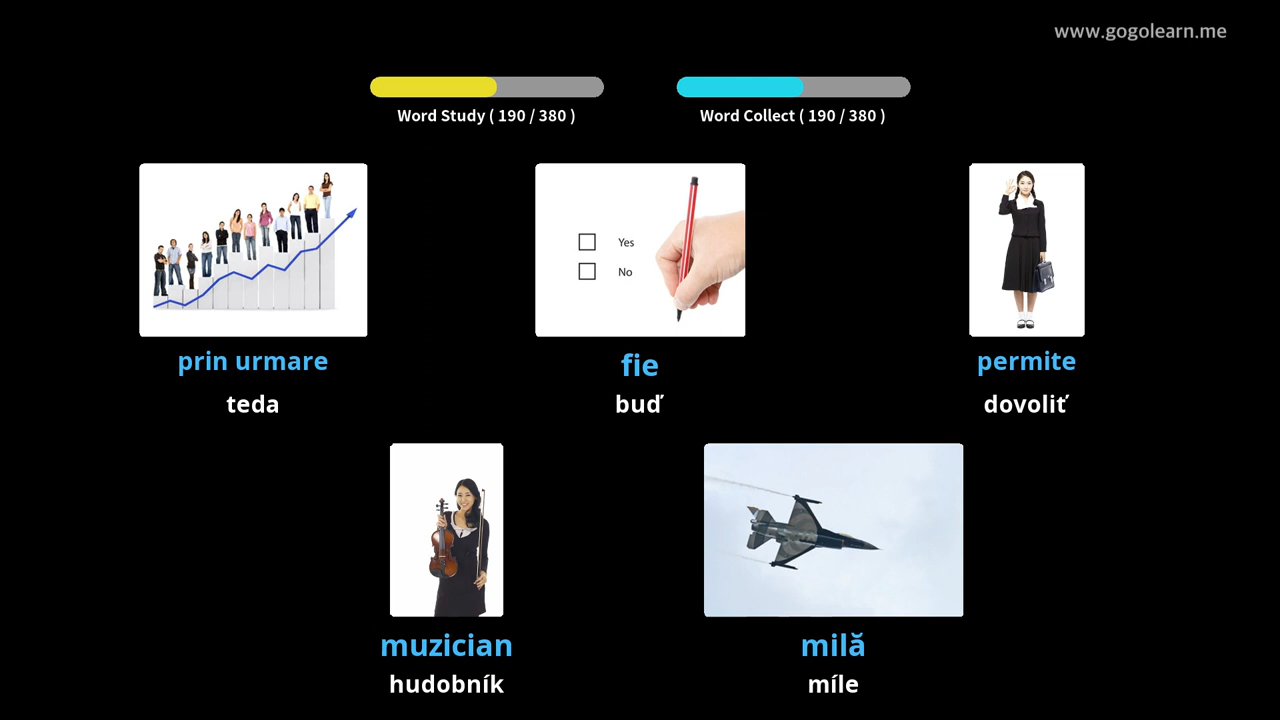 www.gogolearn.me
Word Study ( 190 / 380 )
Word Collect ( 190 / 380 )
Yes
No
prin urmare
fie
permite
teda
buď
dovoliť
muzician
milă
hudobník
míle